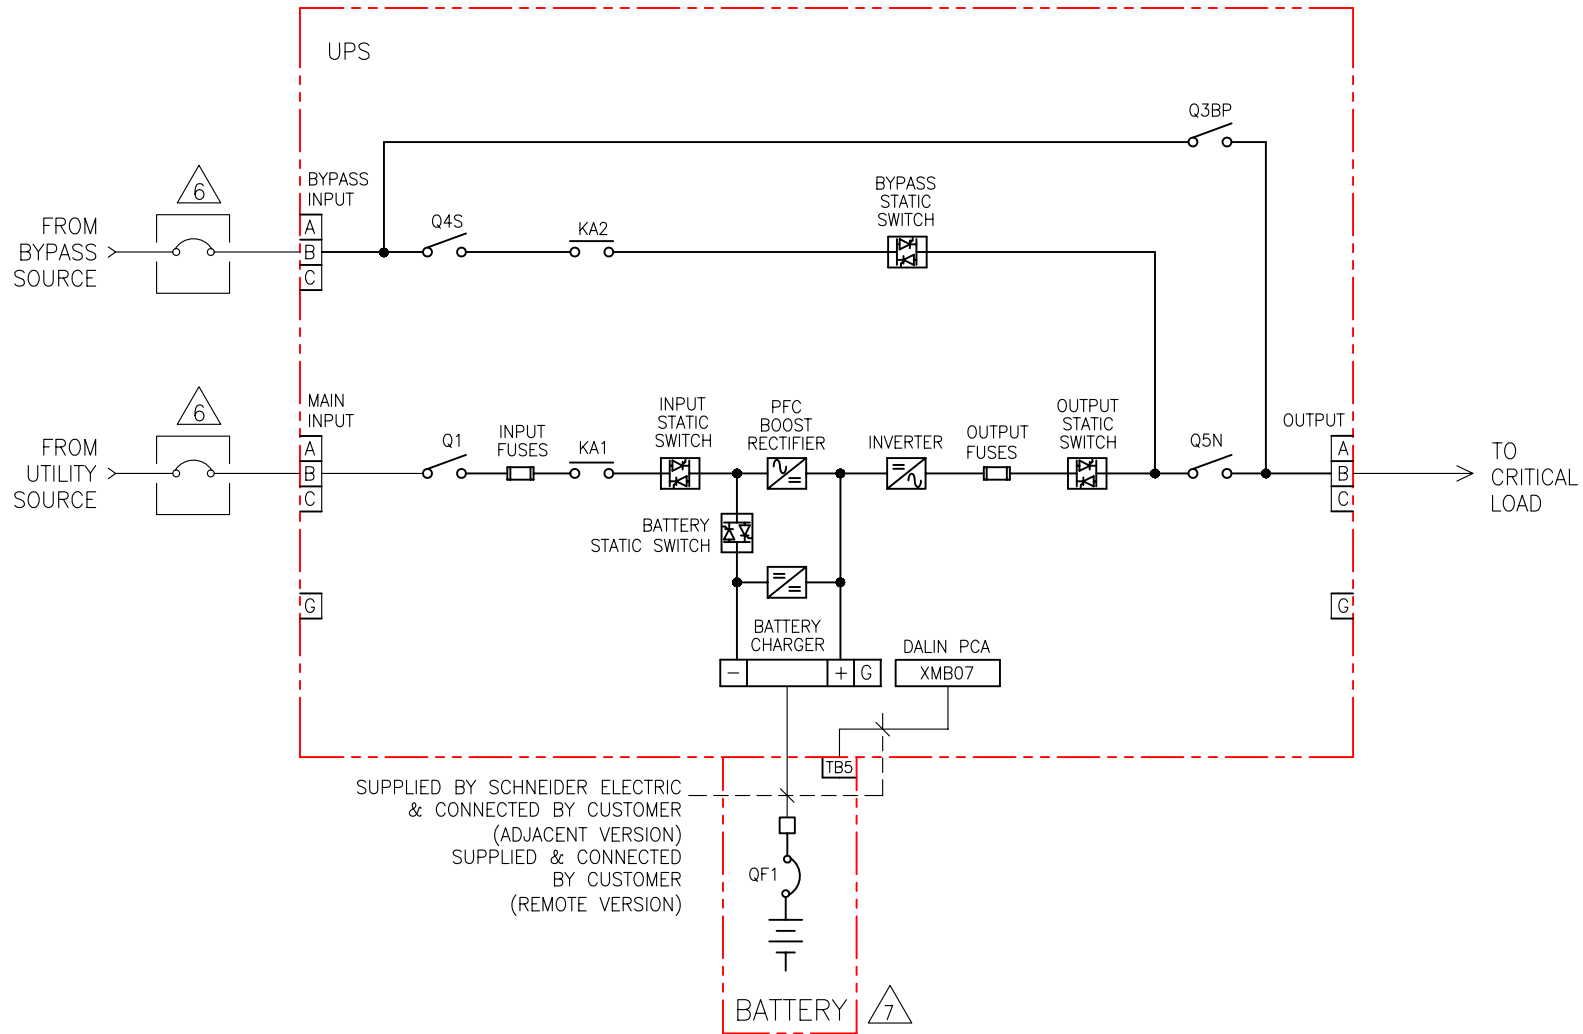 UPS
Q3BP
6
BYPASS
INPUT
BYPASS
STATIC
SWITCH
FROM
BYPASS
SOURCE
A
B
C
Q4S
KA2
6
MAIN
INPUT
INPUT
STATIC
SWITCH
PFC
BOOST
RECTIFIER
OUTPUT
STATIC
SWITCH
OUTPUT
FROM
UTILITY
SOURCE
A
B
C
Q1
INPUT
FUSES
KA1
INVERTER
OUTPUT
FUSES
Q5N
A
B
C
TO
CRITICAL
LOAD
BATTERY
STATIC SWITCH
G
G
BATTERY
CHARGER
DALIN PCA
− + G
XMB07
TB5
SUPPLIED BY SCHNEIDER ELECTRIC
& CONNECTED BY CUSTOMER
(ADJACENT VERSION)
SUPPLIED & CONNECTED
BY CUSTOMER
(REMOTE VERSION)
QF1
BATTERY
7